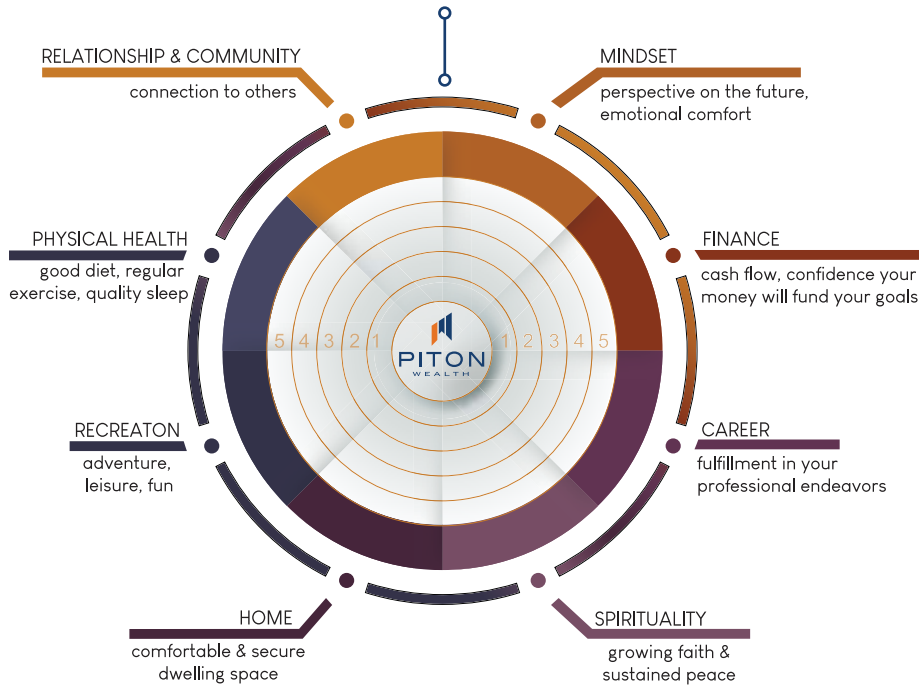 RELATIONSHIP & COMMUNITY
connection to others
MINDSET
perspective on the future,
emotional comfort
PHYSICAL HEALTH
good diet, regular
exercise, quality sleep
FINANCE
cash flow, confidence your
money will fund your goals
5 4 3 2 1
PITON
WEALTH
1 2 3 4 5
RECREATON
adventure,
leisure, fun
CAREER
fulfillment in your
professional endeavors
HOME
comfortable & secure
dwelling space
SPIRITUALITY
growing faith &
sustained peace